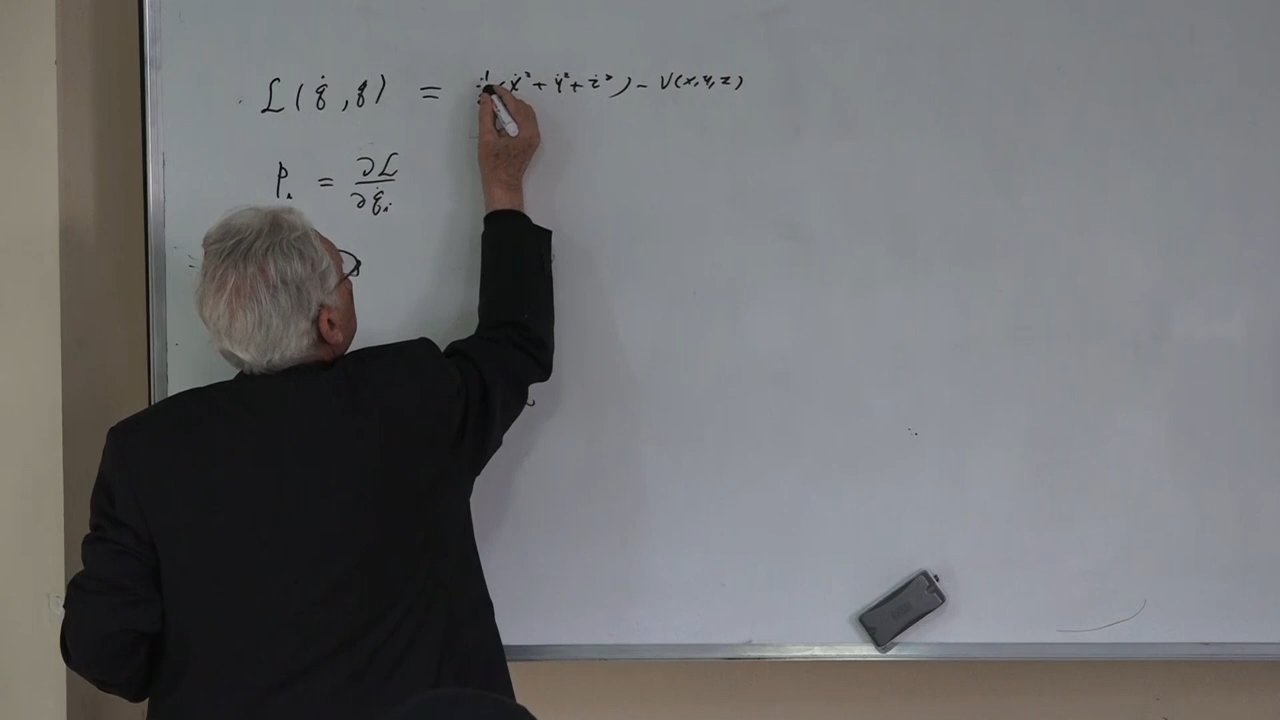 L(q̇, q) = ½(ẋ² + ẏ² + ż²) - V(x, y, z)
pᵢ = ∂L/∂q̇ᵢ